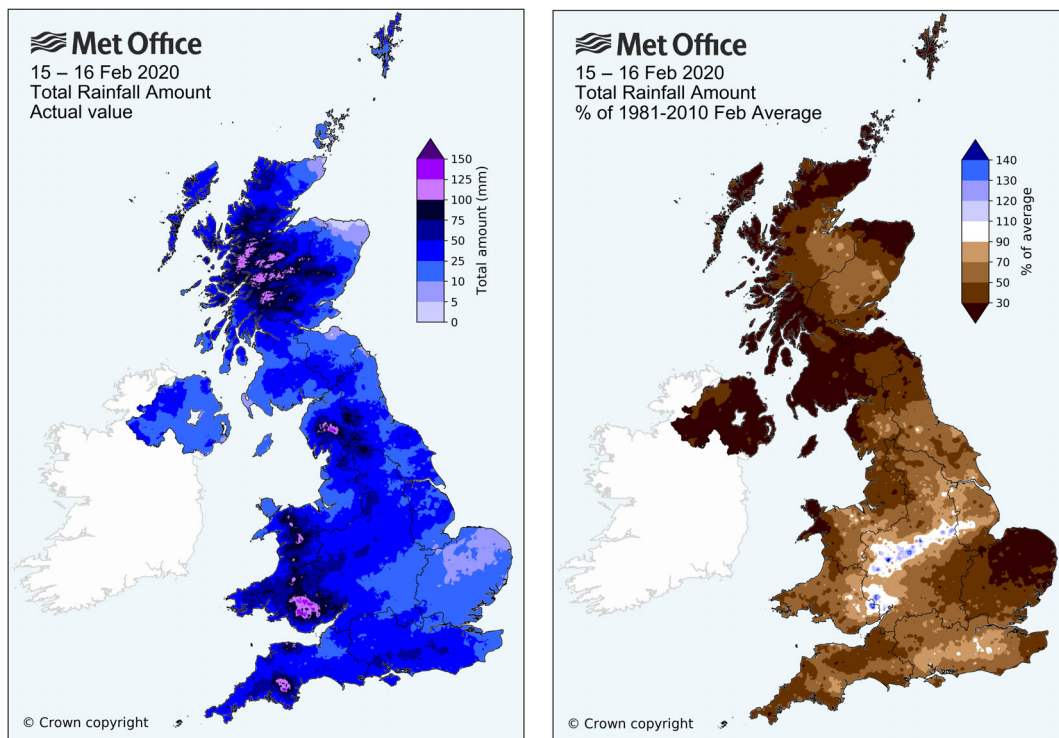 Met Office
15 – 16 Feb 2020
Total Rainfall Amount
Actual value
150
125
100
75
50
25
10
5
0
Total amount (mm)
© Crown copyright
Met Office
15 – 16 Feb 2020
Total Rainfall Amount
% of 1981-2010 Feb Average
140
130
120
110
90
70
50
30
% of average
© Crown copyright